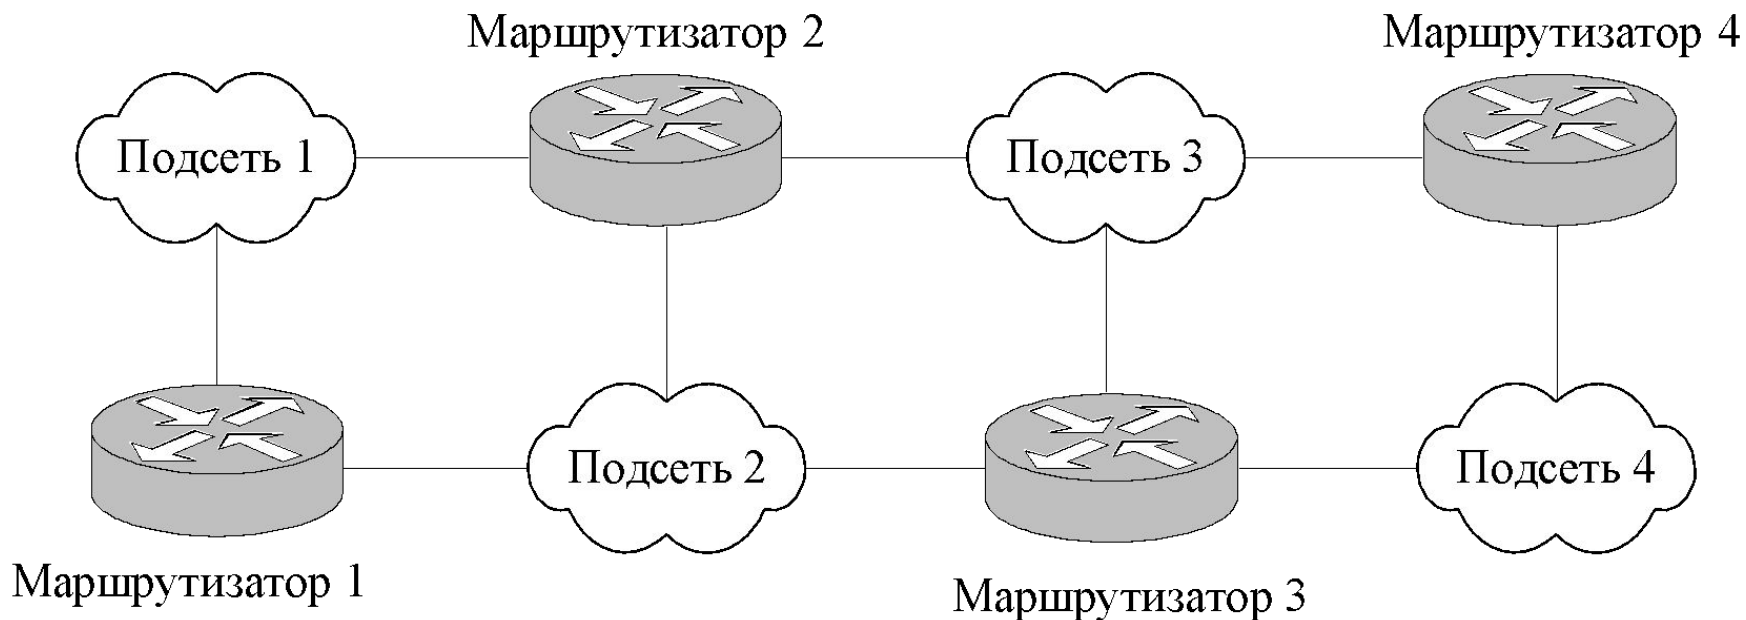 Маршрутизатор 2
Маршрутизатор 4
Подсеть 1
Подсеть 3
Подсеть 2
Подсеть 4
Маршрутизатор 1
Маршрутизатор 3